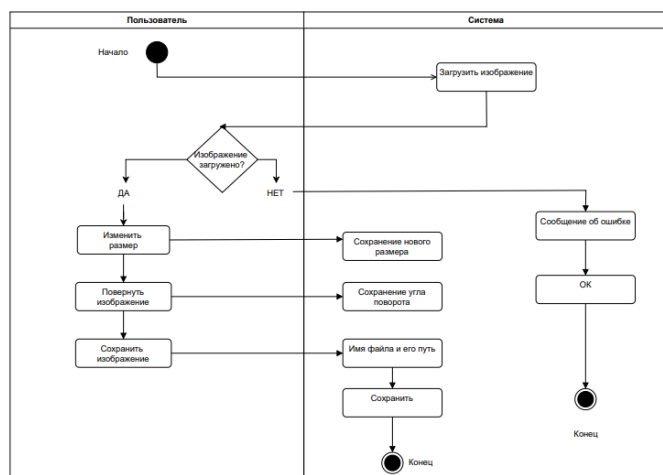 Пользователь
Система
Начало
Загрузить изображение
Изображение
загружено?
ДА
НЕТ
Изменить
размер
Сохранение нового
размера
Сообщение об ошибке
Повернуть
изображение
Сохранение угла
поворота
ОК
Сохранить
изображение
Имя файла и его путь
Сохранить
Конец
Конец